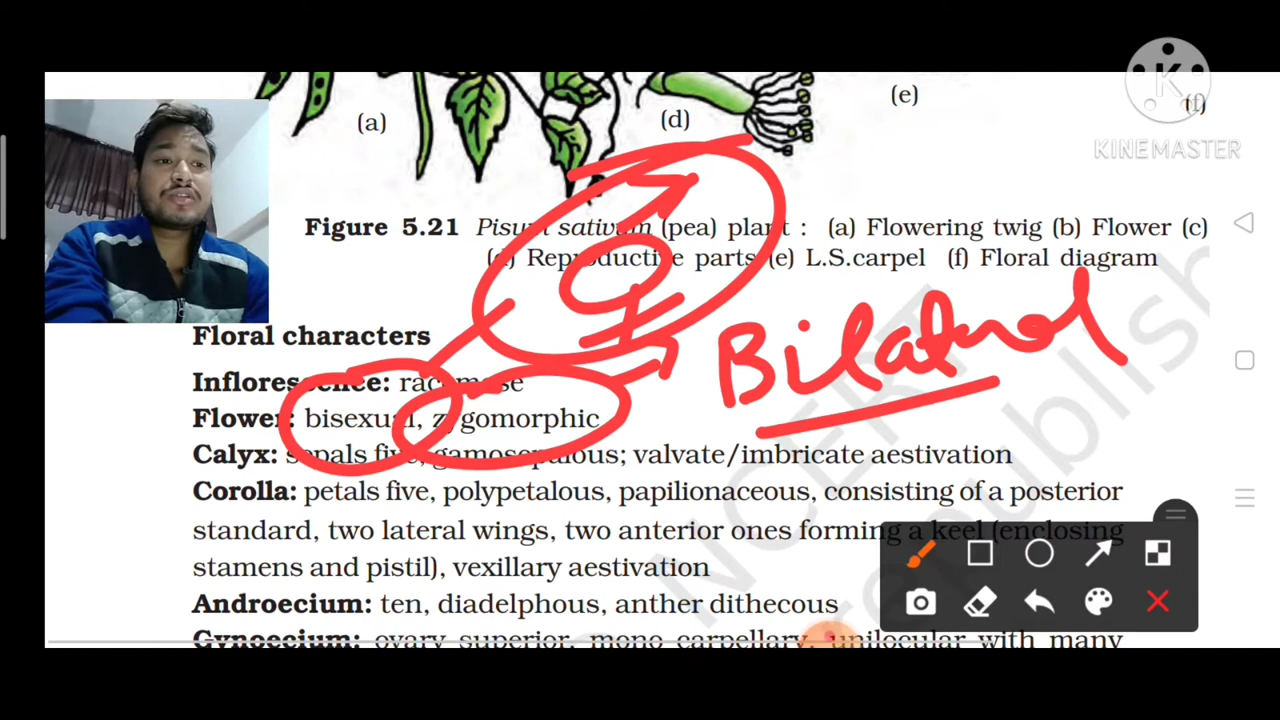 K
KINEMASTER
(a)
(d)
(e)
(f)
Figure 5.21 Pisum sativum (pea) plant : (a) Flowering twig (b) Flower (c)
(d) Reproductive parts (e) L.S.carpel (f) Floral diagram
Bilateral
Floral characters
Inflorescence: racemose
Flower: bisexual, zygomorphic
Calyx: sepals five, gamosepalous; valvate/imbricate aestivation
Corolla: petals five, polypetalous, papilionaceous, consisting of a posterior
standard, two lateral wings, two anterior ones forming a keel (enclosing
stamens and pistil), vexillary aestivation
Androecium: ten, diadelphous, anther dithecous
Gynoecium: ovary superior, mono carpellary, unilocular with many
NCERT
republish